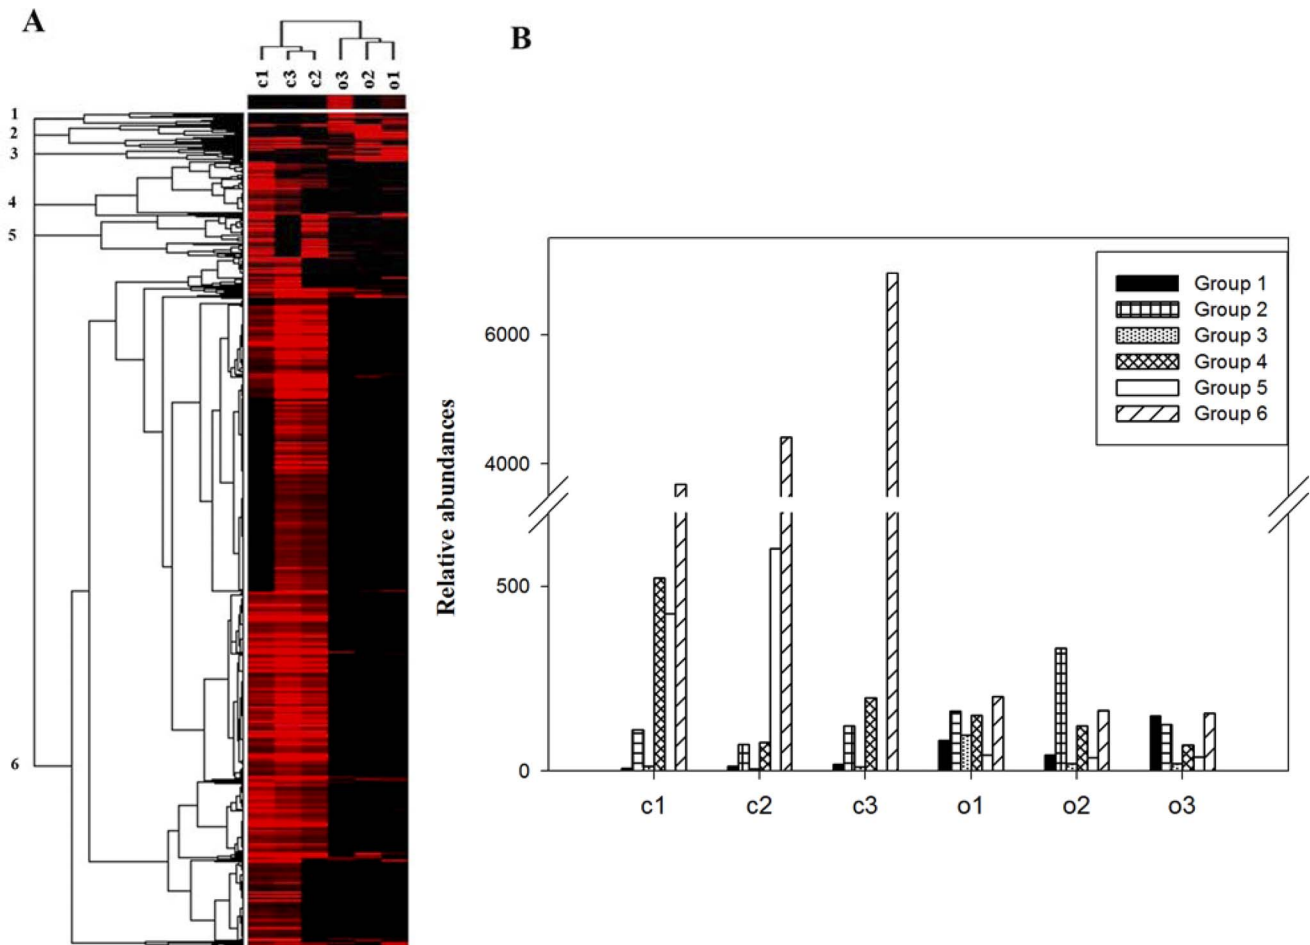 A
B
c1
c3
c2
o3
o2
o1
1
2
3
4
5
6
Relative abundances
6000
4000
500
0
Group 1
Group 2
Group 3
Group 4
Group 5
Group 6
c1 c2 c3 o1 o2 o3